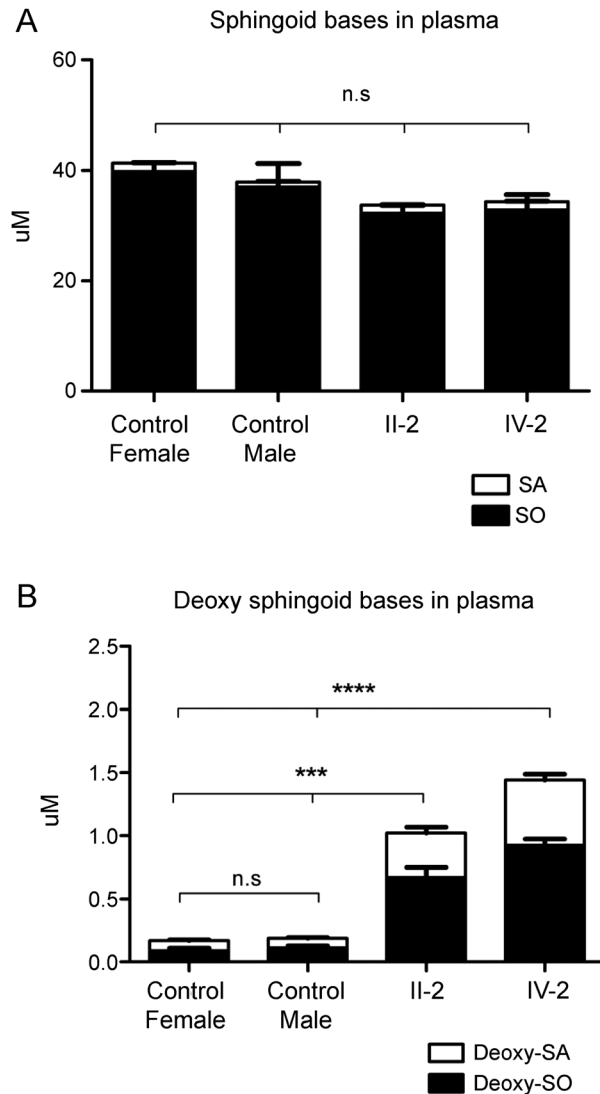 A
Sphingoid bases in plasma
60
40
20
0
uM
n.s
Control
Female
Control
Male
II-2
IV-2
SA
SO
B
Deoxy sphingoid bases in plasma
2.5
2.0
1.5
1.0
0.5
0.0
uM
****
***
n.s
Control
Female
Control
Male
II-2
IV-2
Deoxy-SA
Deoxy-SO